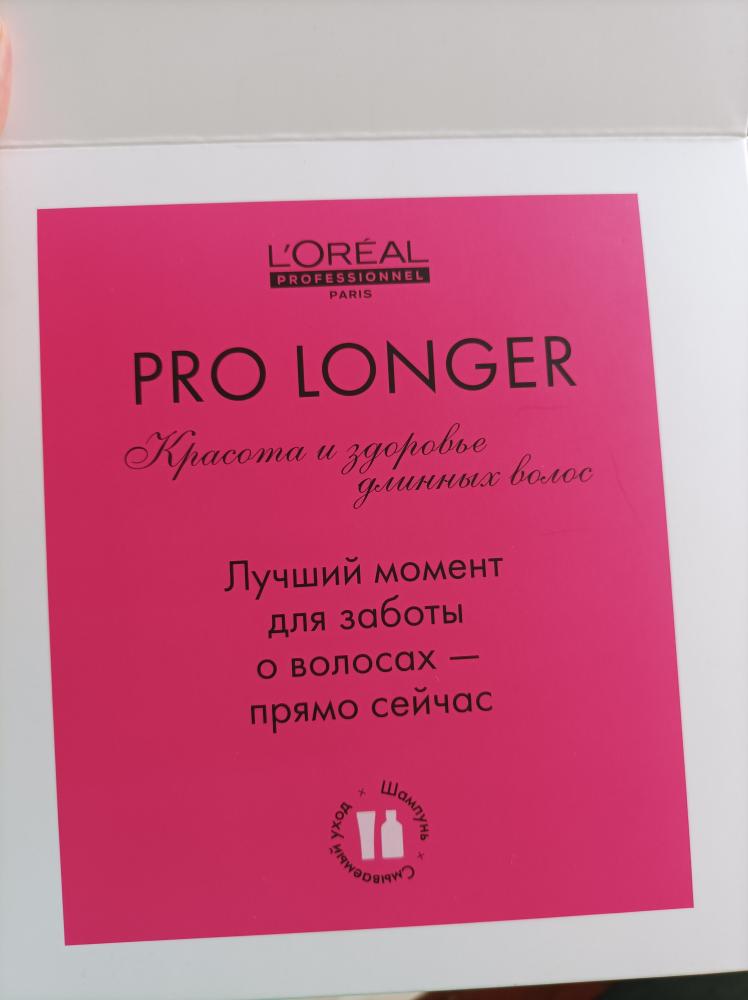 L'ORÉAL
PROFESSIONNEL
PARIS
PRO LONGER
Красота и здоровье
длинных волос
Лучший момент
для заботы
о волосах —
прямо сейчас
Шампунь × Смываемый уход ×